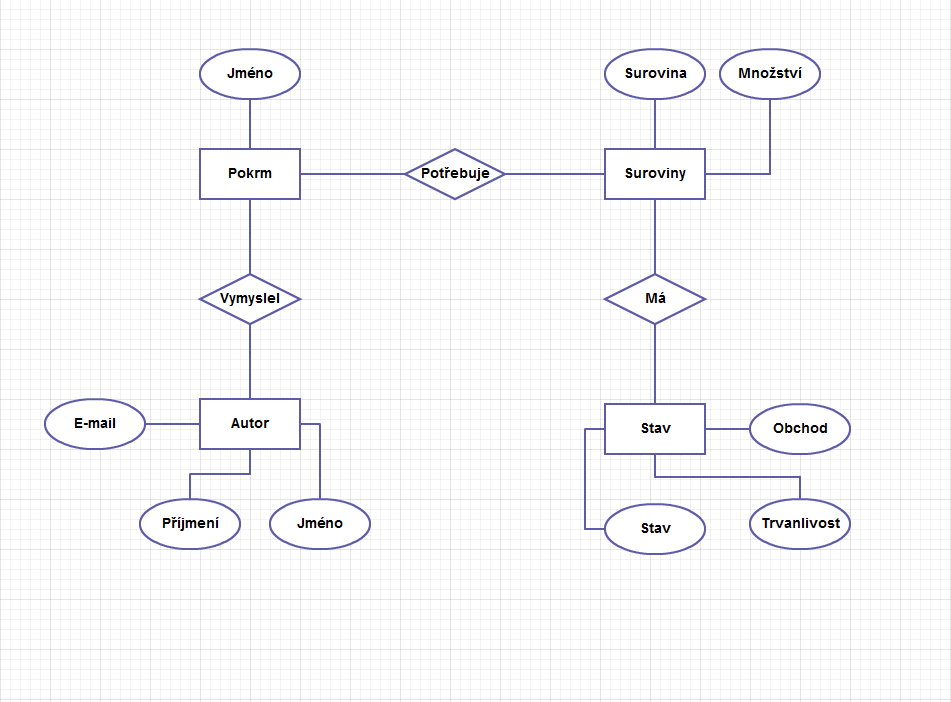 Jméno
Surovina
Množství
Pokrm
Potřebuje
Suroviny
Vymyslel
Má
E-mail
Autor
Stav
Obchod
Příjmení
Jméno
Stav
Trvanlivost